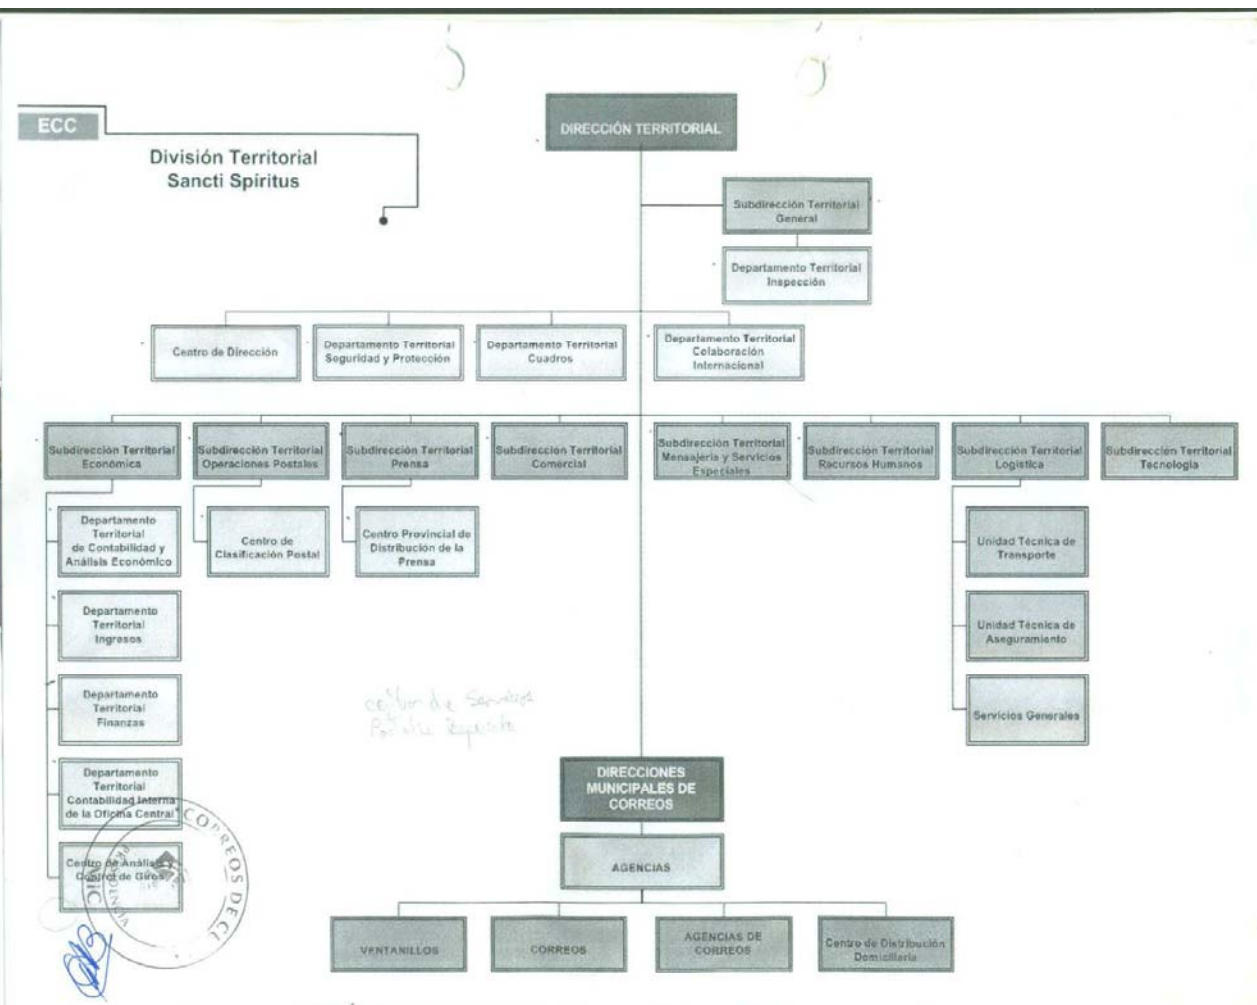 ECC
División Territorial
Sancti Spíritus
DIRECCIÓN TERRITORIAL
Subdirección Territorial
General
Departamento Territorial
Inspección
Centro de Dirección
Departamento Territorial
Seguridad y Protección
Departamento Territorial
Cuadros
Departamento Territorial
Colaboración
Internacional
Subdirección Territorial
Económica
Subdirección Territorial
Operaciones Postales
Subdirección Territorial
Prensa
Subdirección Territorial
Comercial
Subdirección Territorial
Mensajería y Servicios
Especiales
Subdirección Territorial
Recursos Humanos
Subdirección Territorial
Logística
Subdirección Territorial
Tecnología
Departamento
Territorial
de Contabilidad y
Análisis Económico
Departamento
Territorial
Ingresos
Departamento
Territorial
Finanzas
Departamento
Territorial
Contabilidad Interna
de la Oficina Central
Centro de Análisis y
Control de Giros
Centro de
Clasificación Postal
Centro Provincial de
Distribución de la
Prensa
Unidad Técnica de
Transporte
Unidad Técnica de
Aseguramiento
Servicios Generales
de Servicios
DIRECCIONES
MUNICIPALES DE
CORREOS
AGENCIAS
VENTANILLOS
CORREOS
AGENCIAS DE
CORREOS
Centro de Distribución
Domiciliaria
CORREOS DE
PRESIDENCIA